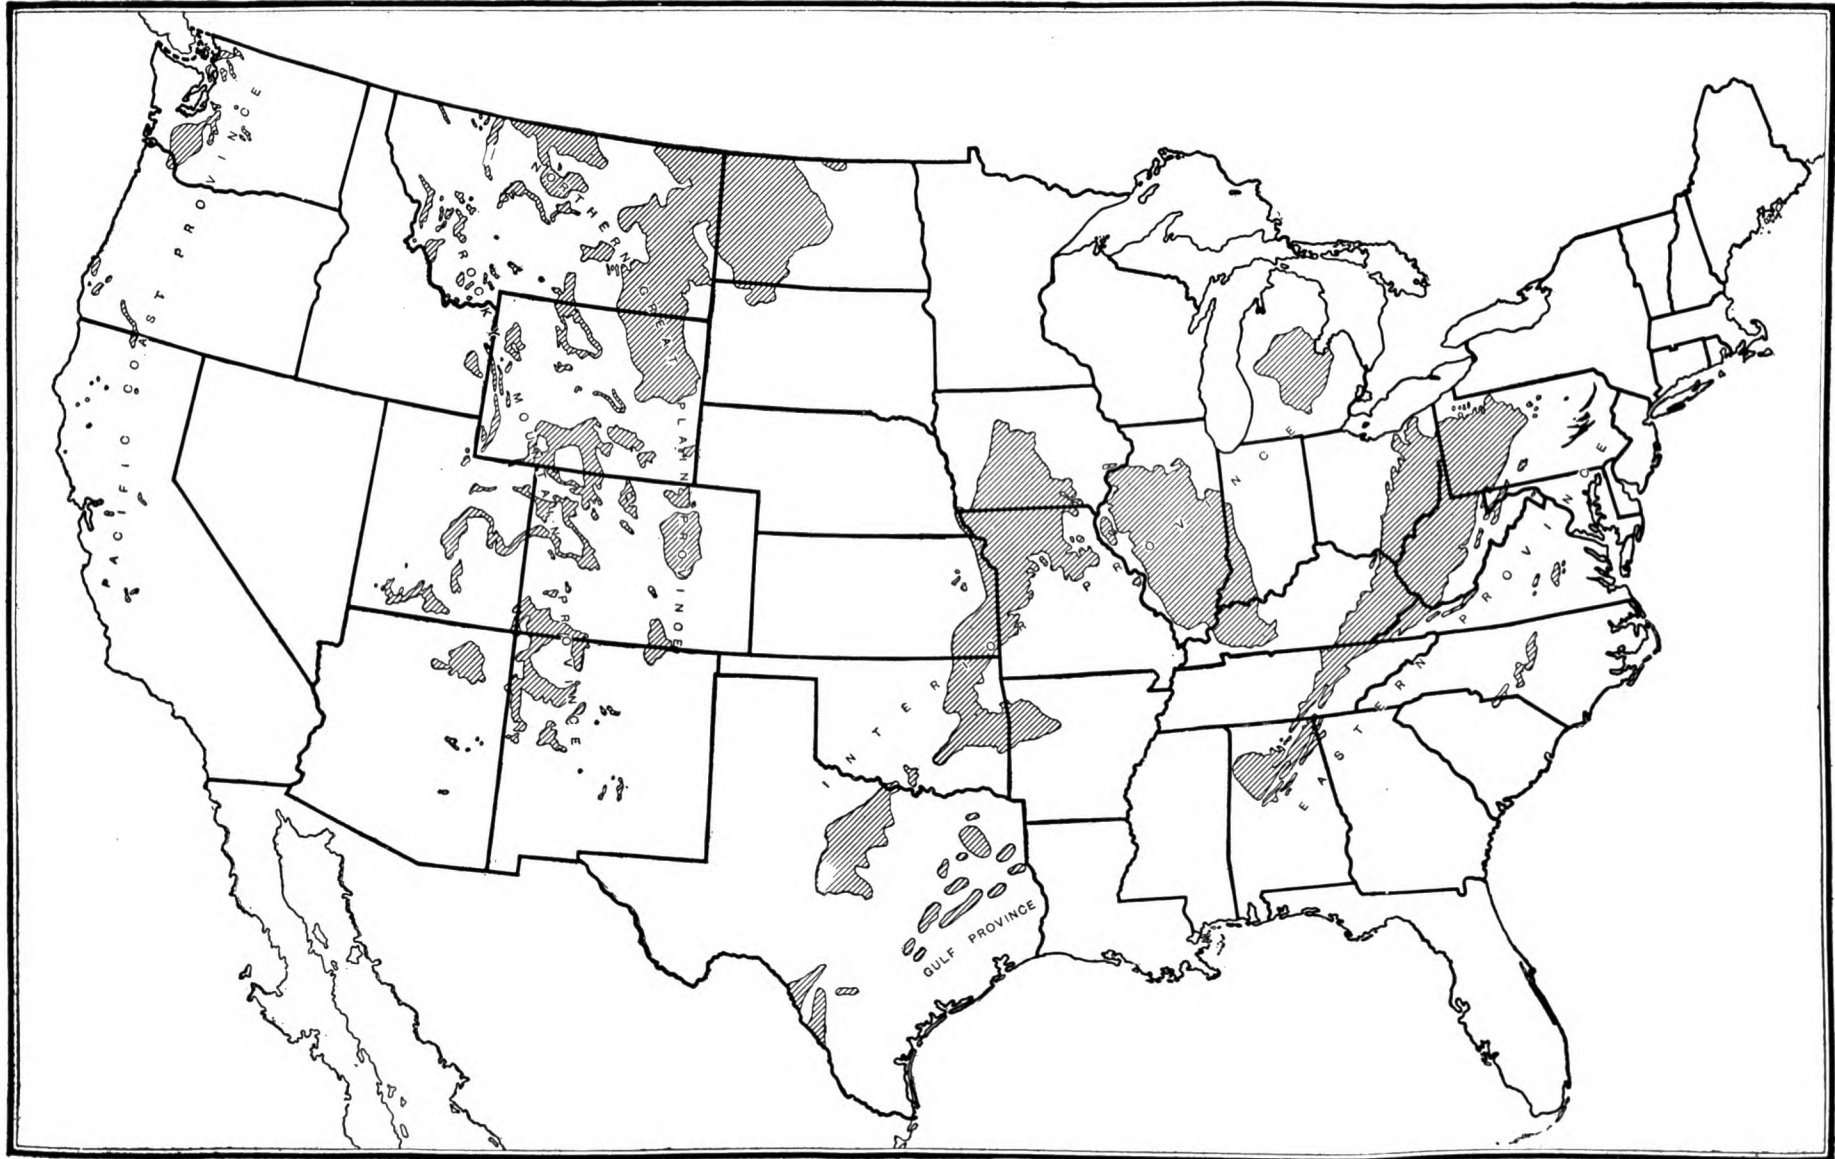 PACIFIC COAST PROVINCE
ROCKY MOUNTAIN PROVINCE
NORTHERN GREAT PLAINS PROVINCE
INTERIOR PROVINCE
GULF PROVINCE
EASTERN PROVINCE